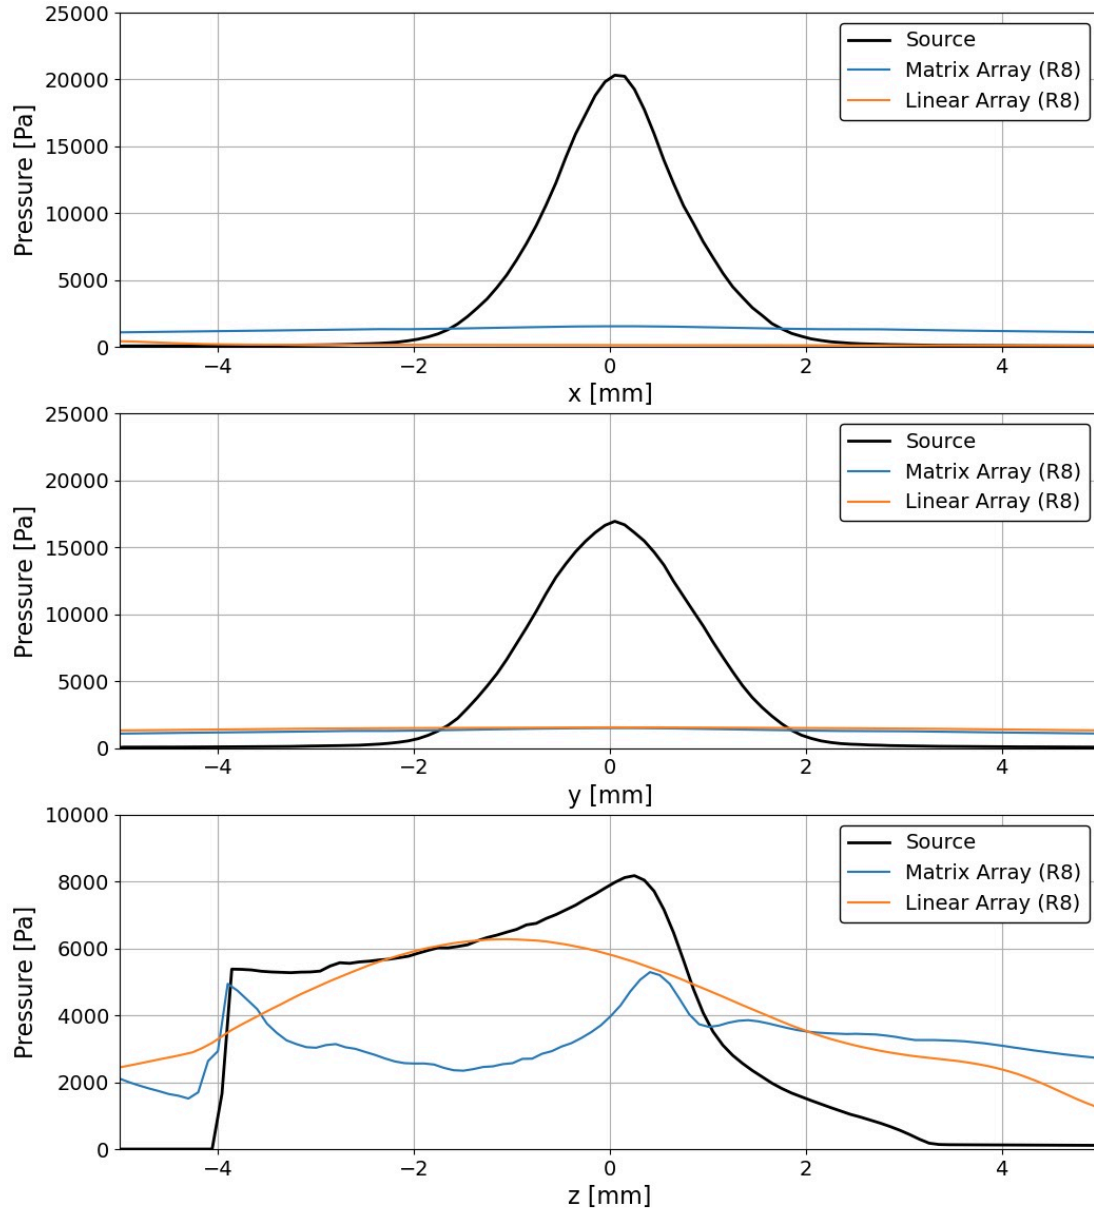 25000
20000
15000
10000
5000
0
Pressure [Pa]
Source
Matrix Array (R8)
Linear Array (R8)
−4 −2 0 2 4
x [mm]
25000
20000
15000
10000
5000
0
Pressure [Pa]
Source
Matrix Array (R8)
Linear Array (R8)
−4 −2 0 2 4
y [mm]
10000
8000
6000
4000
2000
0
Pressure [Pa]
Source
Matrix Array (R8)
Linear Array (R8)
−4 −2 0 2 4
z [mm]